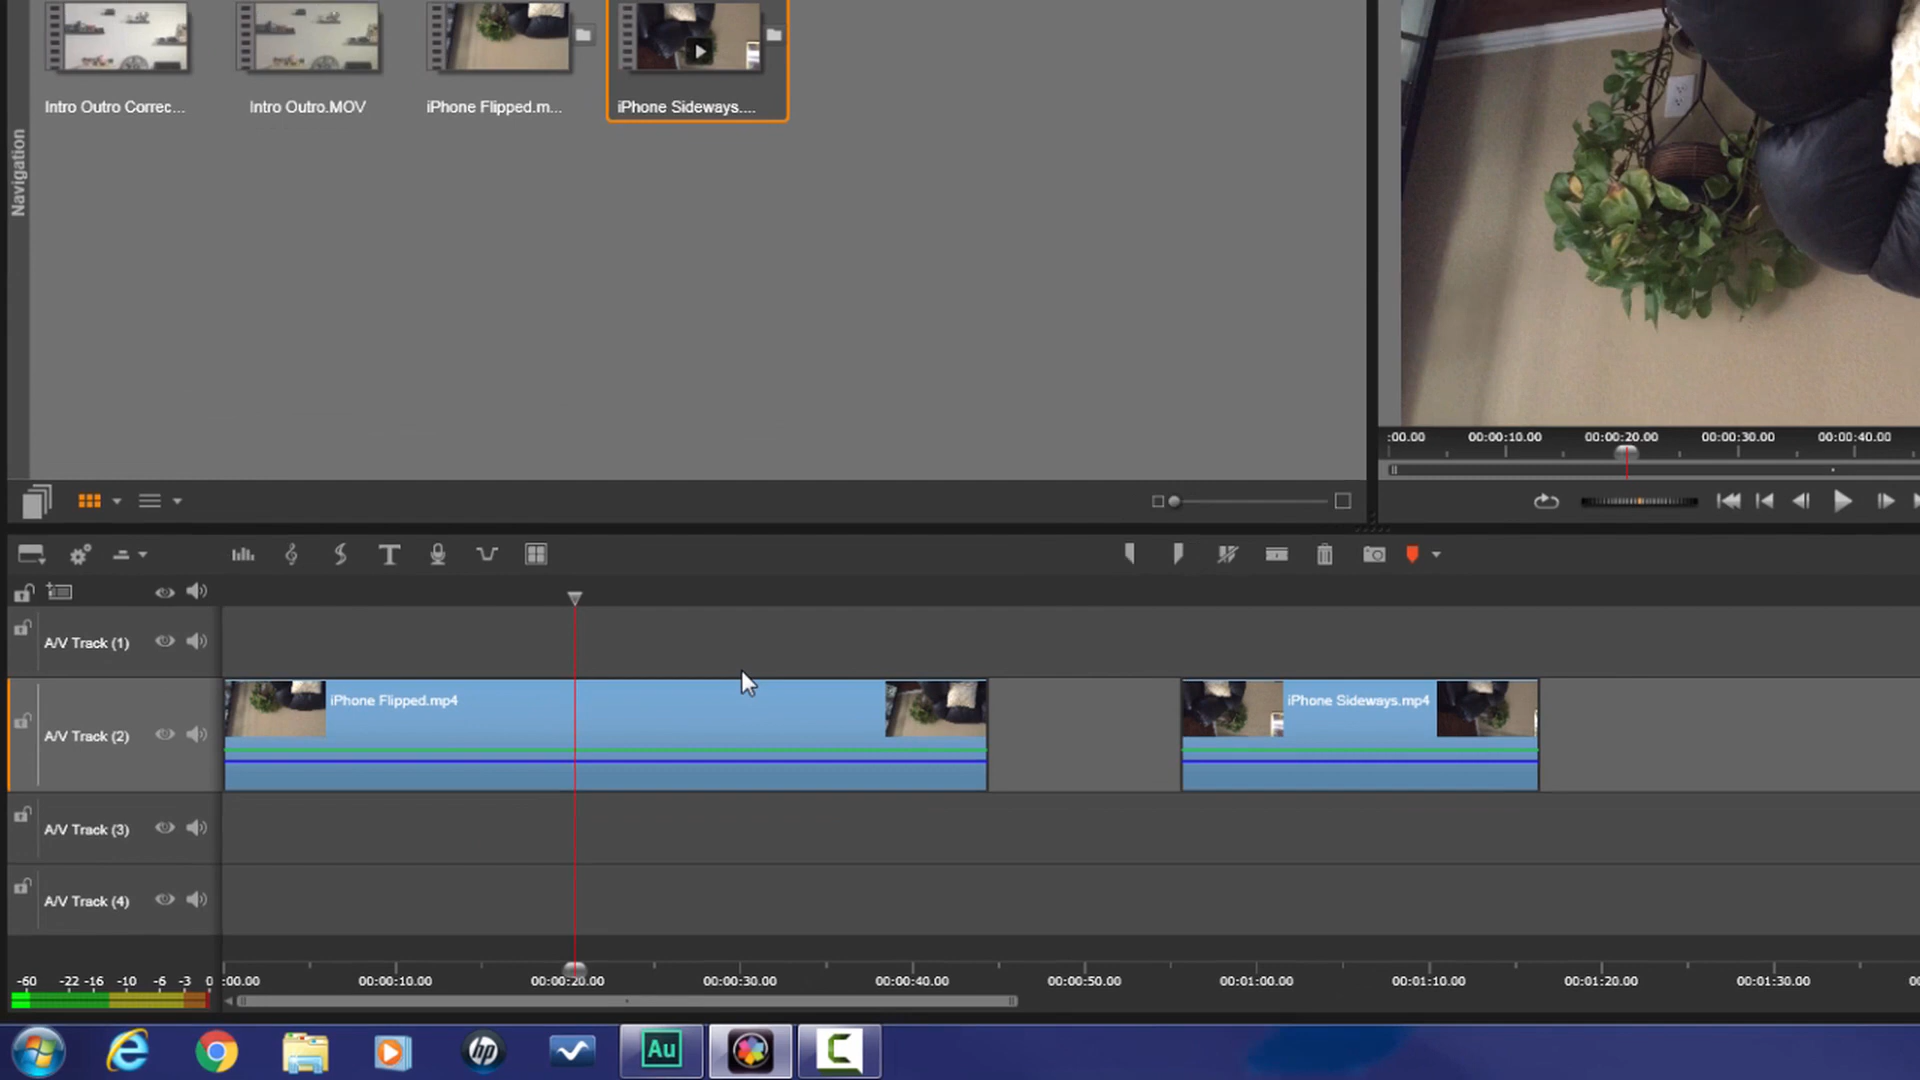 Navigation
Intro Outro Correc...
Intro Outro.MOV
iPhone Flipped.m...
iPhone Sideways....
:00.00 00:00:10.00 00:00:20.00 00:00:30.00 00:00:40.00
A/V Track (1)
A/V Track (2)
iPhone Flipped.mp4
iPhone Sideways.mp4
A/V Track (3)
A/V Track (4)
-60 -22 -16 -10 -6 -3 0
:00.00 00:00:10.00 00:00:20.00 00:00:30.00 00:00:40.00 00:00:50.00 00:01:00.00 00:01:10.00 00:01:20.00 00:01:30.00
hp
Au
C